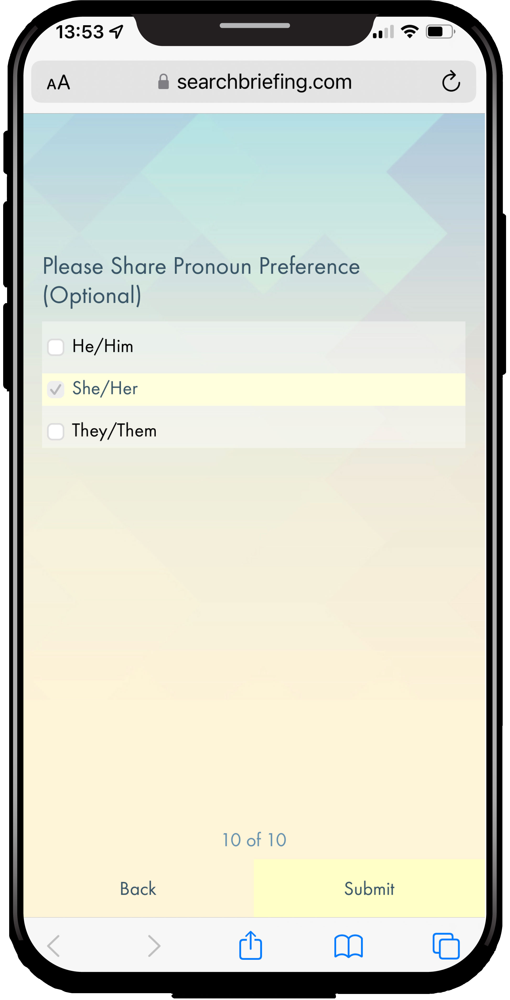 13:53
AA searchbriefing.com
Please Share Pronoun Preference
(Optional)
He/Him
She/Her
They/Them
10 of 10
Back Submit